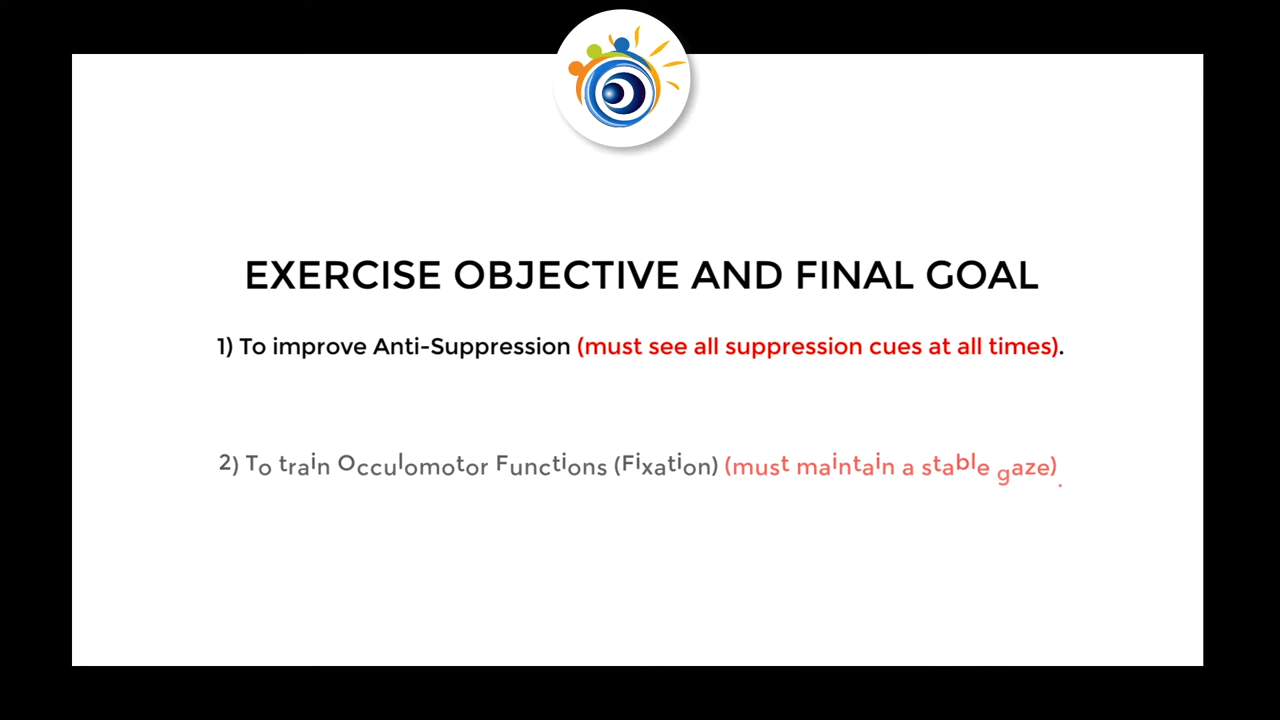 EXERCISE OBJECTIVE AND FINAL GOAL
1) To improve Anti-Suppression (must see all suppression cues at all times).
2) To train Occulomotor Functions (Fixation) (must maintain a stable gaze).